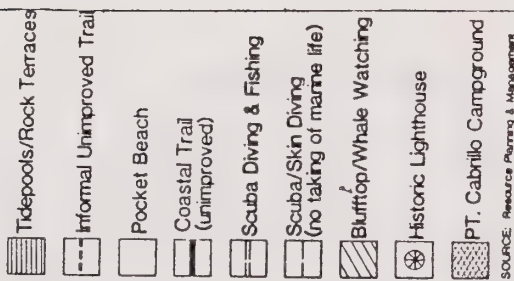 Tidepools/Rock Terraces
Informal Unimproved Trail
Pocket Beach
Coastal Trail
(unimproved)
Scuba Diving & Fishing
Scuba/Skin Diving
(no taking of marine life)
Blufftop/Whale Watching
Historic Lighthouse
PT. Cabrillo Campground
SOURCE: Resource Planning & Management